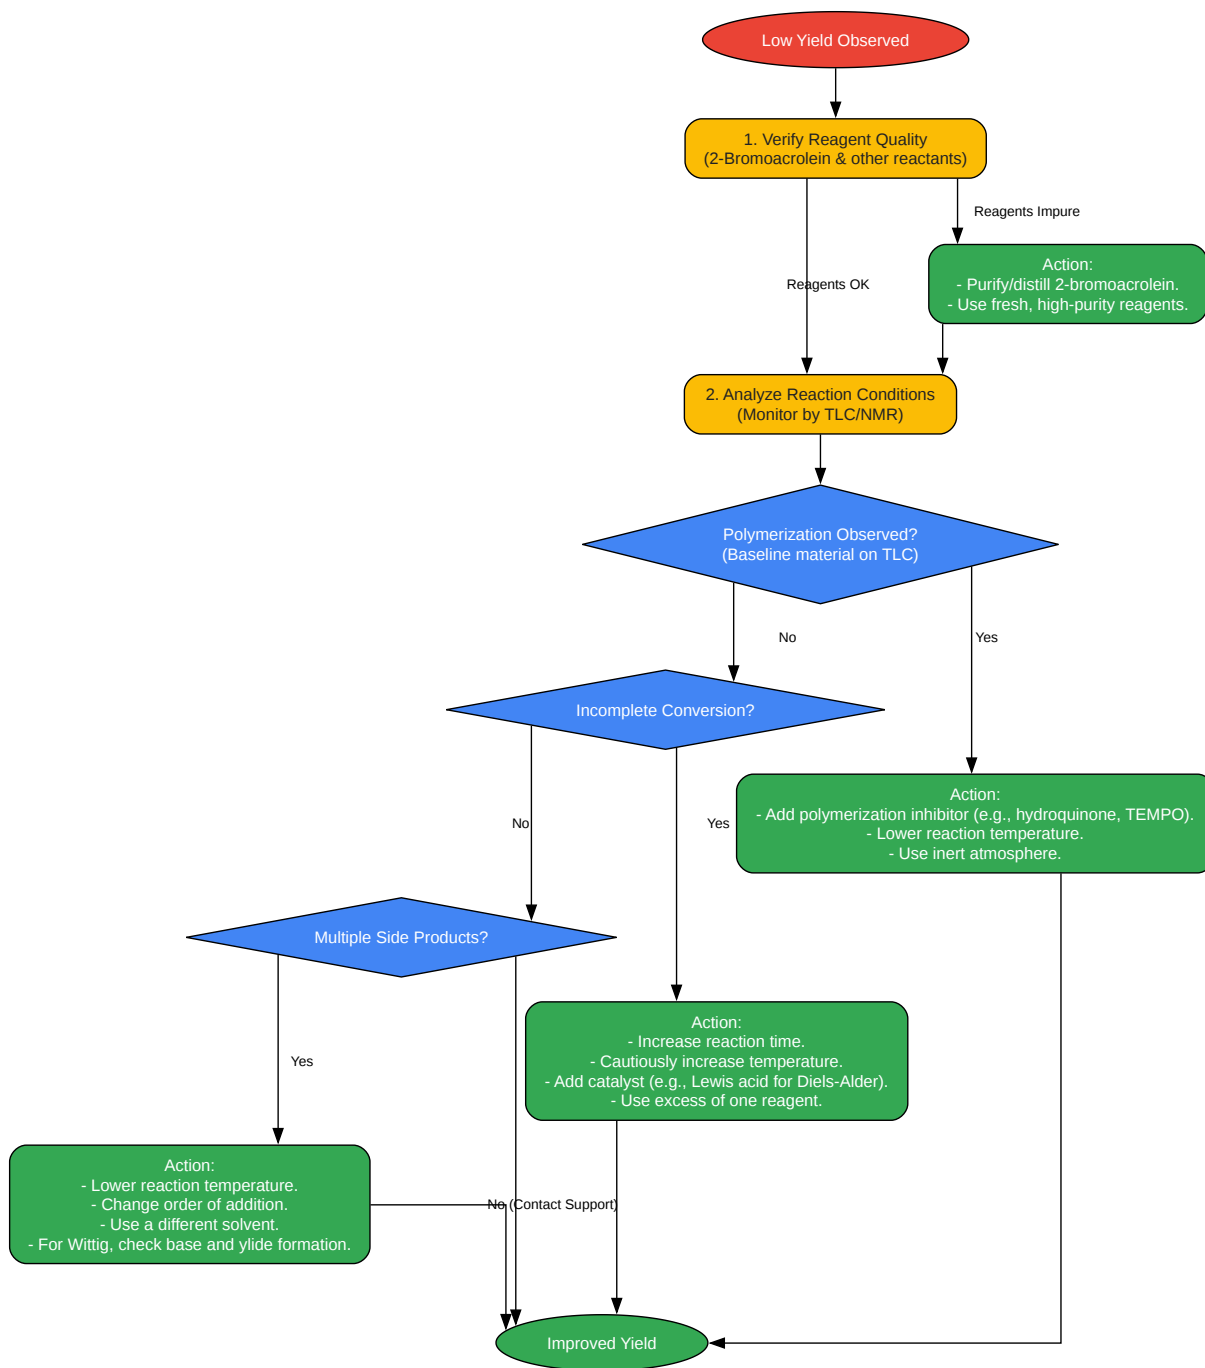 Low Yield Observed
1. Verify Reagent Quality
(2-Bromoacrolein & other reactants)
Reagents Impure
Reagents OK
Action:
- Purify/distill 2-bromoacrolein.
- Use fresh, high-purity reagents.
2. Analyze Reaction Conditions
(Monitor by TLC/NMR)
Polymerization Observed?
(Baseline material on TLC)
No
Yes
Incomplete Conversion?
No
Yes
Action:
- Add polymerization inhibitor (e.g., hydroquinone, TEMPO).
- Lower reaction temperature.
- Use inert atmosphere.
Multiple Side Products?
Yes
Action:
- Increase reaction time.
- Cautiously increase temperature.
- Add catalyst (e.g., Lewis acid for Diels-Alder).
- Use excess of one reagent.
Action:
- Lower reaction temperature.
- Change order of addition.
- Use a different solvent.
- For Wittig, check base and ylide formation.
No (Contact Support)
Improved Yield